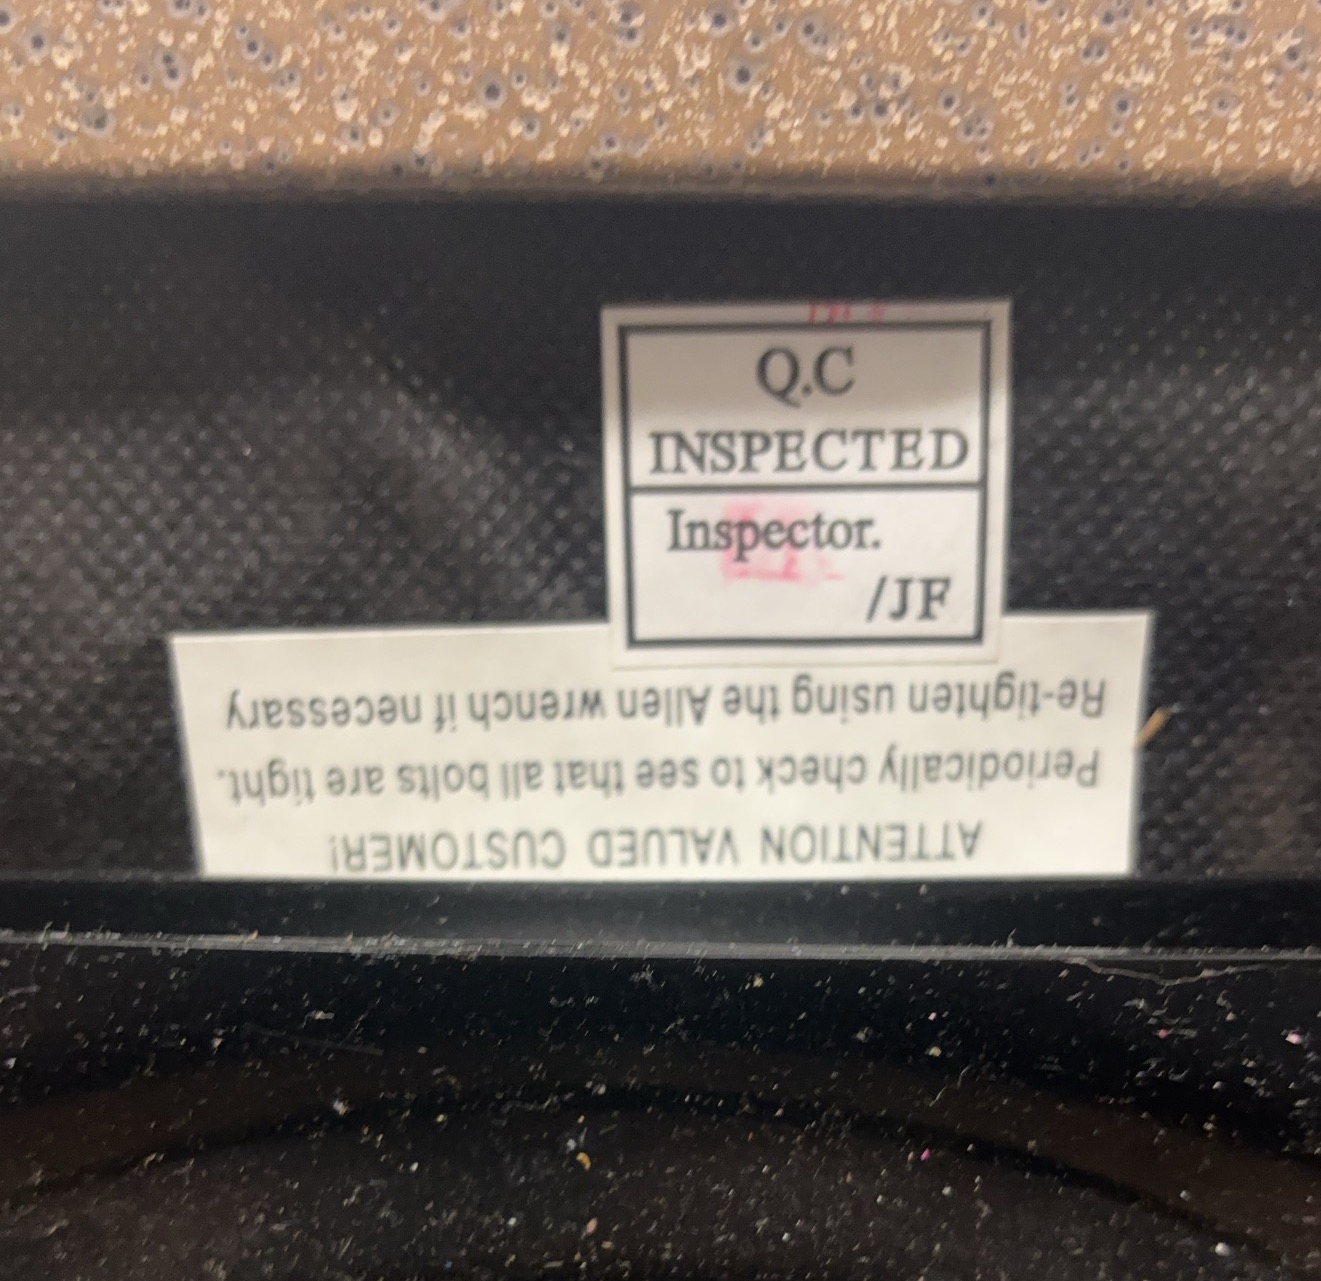 Q.C
INSPECTED
Inspector.
/JF
ATTENTION VALUED CUSTOMER!
Periodically check to see that all bolts are tight.
Re-tighten using the Allen wrench if necessary